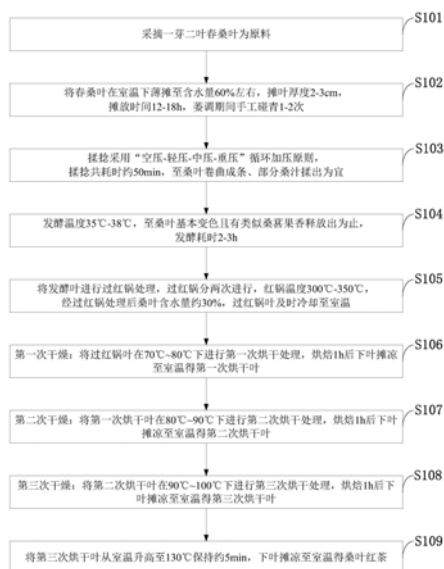 S101
采摘一芽二叶春桑叶为原料
S102
将春桑叶在室温下薄摊至含水量60%左右，摊叶厚度2-3cm，
摊放时间12-18h，萎凋期间手工碰青1-2次
S103
揉捻采用“空压-轻压-中压-重压”循环加压原则，
揉捻共耗时约50min，至桑叶卷曲成条、部分桑汁揉出为宜
S104
发酵温度35℃-38℃，至桑叶基本变色且有类似桑葚果香释放出为止，
发酵耗时2-3h
S105
将发酵叶进行过红锅处理，过红锅分两次进行，红锅温度300℃-350℃，
经过红锅处理后桑叶含水量约30%，过红锅叶及时冷却至室温
S106
第一次干燥：将过红锅叶在70℃~80℃下进行第一次烘干处理，烘焙1h后下叶摊凉
至室温得第一次烘干叶
S107
第二次干燥：将第一次烘干叶在80℃~90℃下进行第二次烘干处理，烘焙1h后下叶
摊凉至室温得第二次烘干叶
S108
第三次干燥：将第二次烘干叶在90℃~100℃下进行第三次烘干处理，烘焙1h后下
叶摊凉至室温得第三次烘干叶
S109
将第三次烘干叶从室温升高至130℃保持约5min，下叶摊凉至室温得桑叶红茶